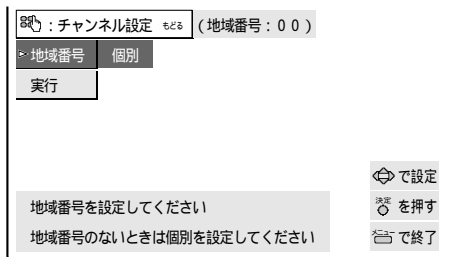 ：チャンネル設定 もどる （地域番号：００）
地域番号 個別
実行
で設定
地域番号を設定してください
決定 を押す
地域番号のないときは個別を設定してください
で終了